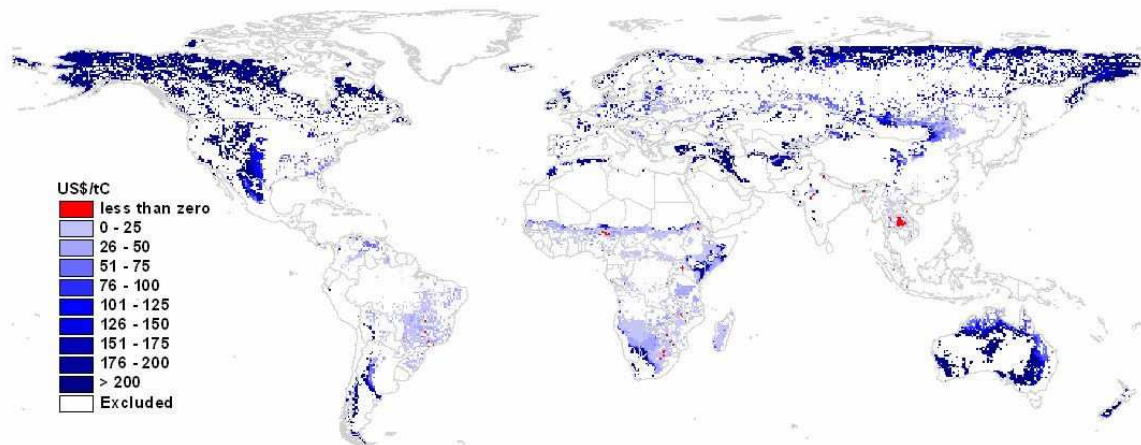 US$/tC
less than zero
0 - 25
26 - 50
51 - 75
76 - 100
101 - 125
126 - 150
151 - 175
176 - 200
> 200
Excluded